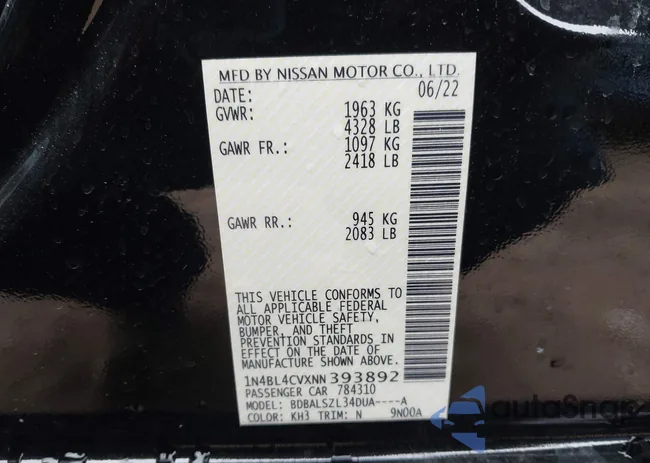 MFD BY NISSAN MOTOR CO., LTD.
DATE: 06/22
GVWR: 1963 KG
4328 LB
GAWR FR.: 1097 KG
2418 LB
GAWR RR.: 945 KG
2083 LB
THIS VEHICLE CONFORMS TO
ALL APPLICABLE FEDERAL
MOTOR VEHICLE SAFETY,
BUMPER, AND THEFT
PREVENTION STANDARDS
IN EFFECT ON THE DATE OF
MANUFACTURE SHOWN ABOVE.
1N4BL4CVXNN393892
PASSENGER CAR 784310
MODEL: BDBALSZL34DUA----A
COLOR: KH3 TRIM: N 9N00A
autoSnap